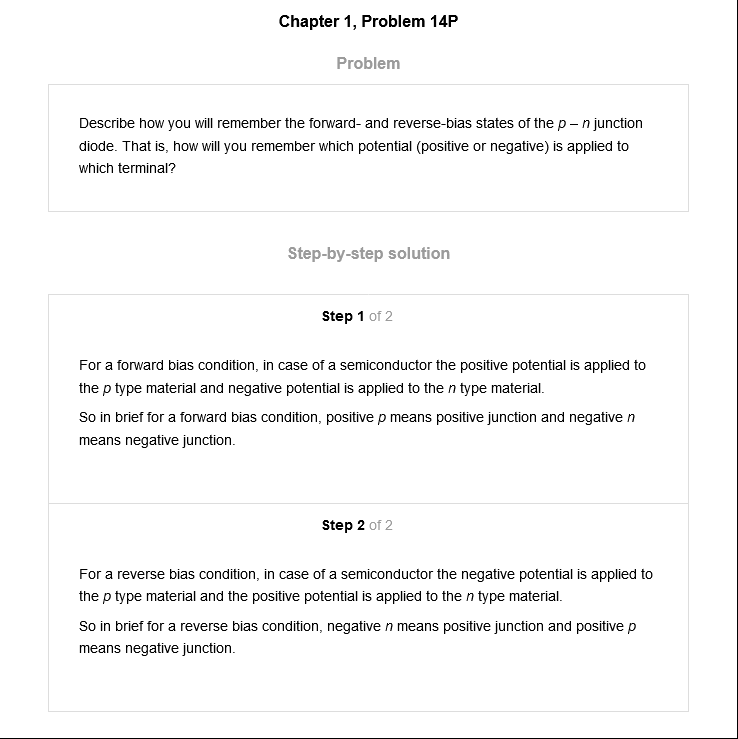 Chapter 1, Problem 14P
Problem
Describe how you will remember the forward- and reverse-bias states of the p – n junction
diode. That is, how will you remember which potential (positive or negative) is applied to
which terminal?
Step-by-step solution
Step 1 of 2
For a forward bias condition, in case of a semiconductor the positive potential is applied to
the p type material and negative potential is applied to the n type material.
So in brief for a forward bias condition, positive p means positive junction and negative n
means negative junction.
Step 2 of 2
For a reverse bias condition, in case of a semiconductor the negative potential is applied to
the p type material and the positive potential is applied to the n type material.
So in brief for a reverse bias condition, negative n means positive junction and positive p
means negative junction.